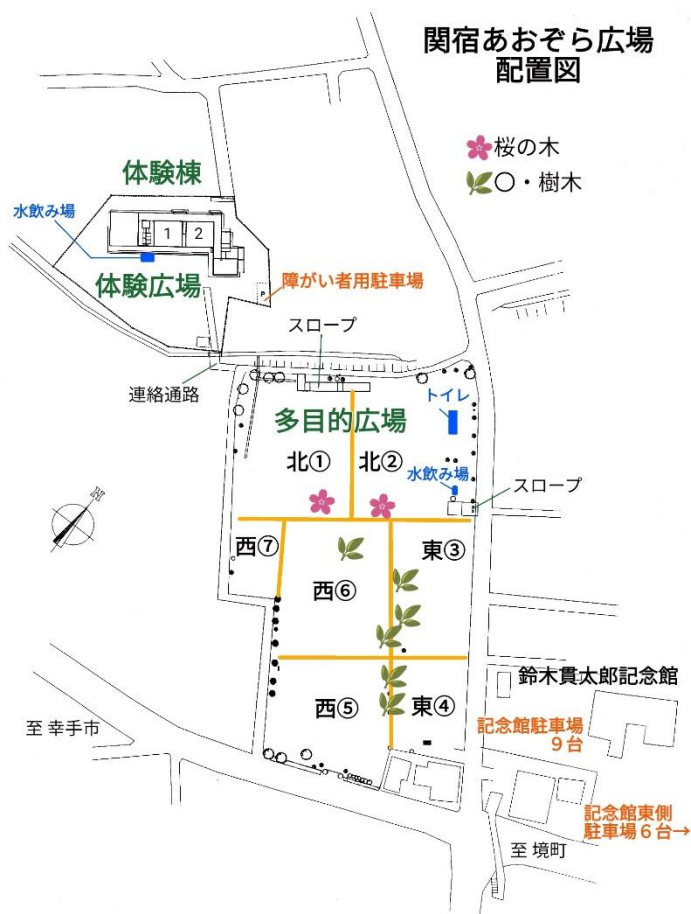 関宿あおぞら広場
配置図
桜の木
○・樹木
体験棟
水飲み場
1
2
体験広場
障がい者用駐車場
P
スロープ
連絡通路
トイレ
多目的広場
北①
北②
水飲み場
スロープ
N
西⑦
東③
西⑥
鈴木貫太郎記念館
西⑤
東④
至 幸手市
記念館駐車場
9台
記念館東側
駐車場6台→
至 境町